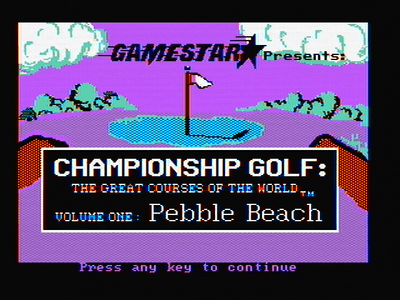 GAMESTAR Presents:
CHAMPIONSHIP GOLF:
THE GREAT COURSES OF THE WORLD TM
VOLUME ONE: Pebble Beach
Press any key to continue